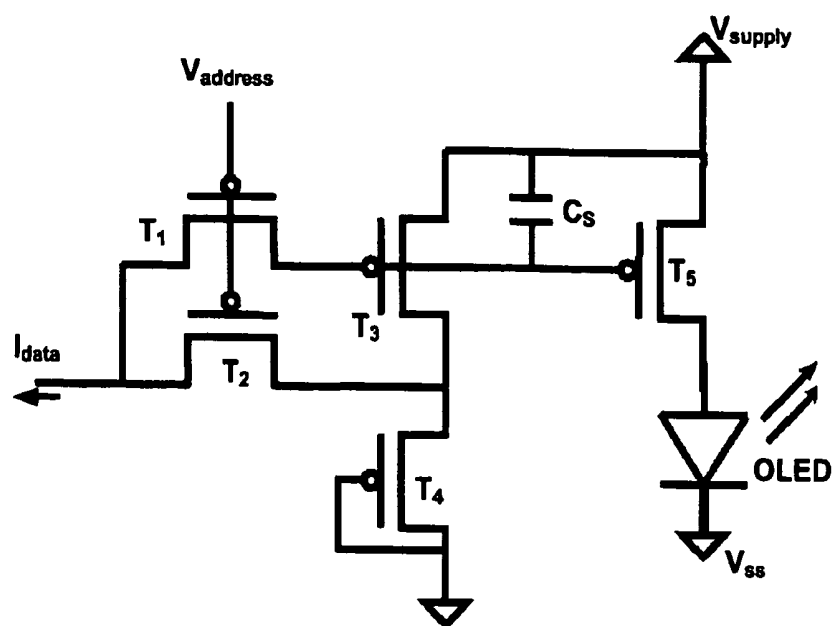 Vsupply
Vaddress
T1
CS
T5
T3
Idata
T2
T4
OLED
Vss